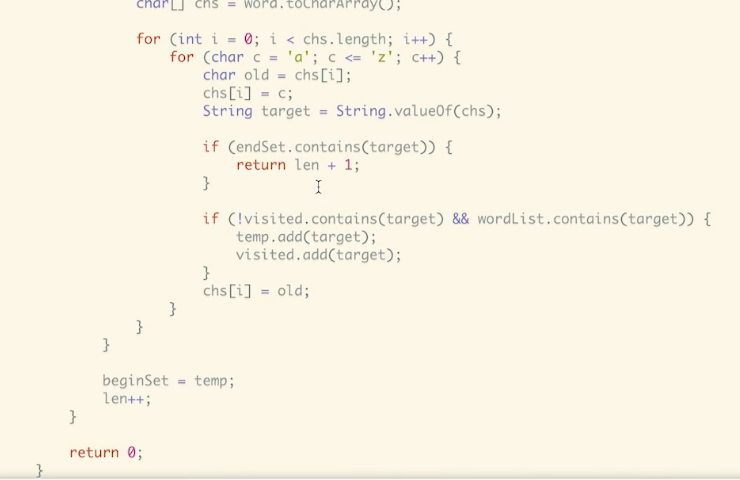 char[] chs = word.toCharArray();
for (int i = 0; i < chs.length; i++) {
for (char c = 'a'; c <= 'z'; c++) {
char old = chs[i];
chs[i] = c;
String target = String.valueOf(chs);
if (endSet.contains(target)) {
return len + 1;
}
if (!visited.contains(target) && wordList.contains(target)) {
temp.add(target);
visited.add(target);
}
chs[i] = old;
}
}
}
beginSet = temp;
len++;
}
return 0;
}